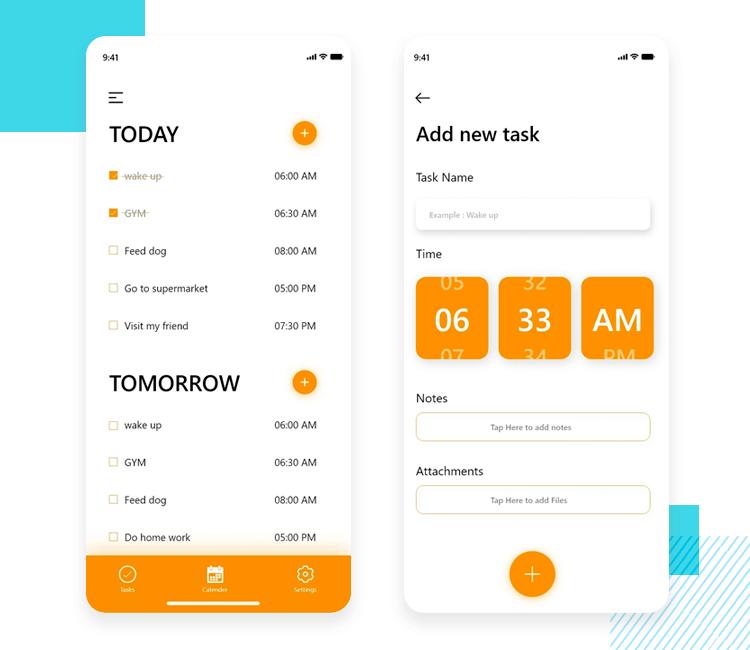 9:41
TODAY
+
wake up 06:00 AM
GYM 06:30 AM
Feed dog 08:00 AM
Go to supermarket 05:00 PM
Visit my friend 07:30 PM
TOMORROW
+
wake up 06:00 AM
GYM 06:30 AM
Feed dog 08:00 AM
Do home work 05:00 PM
Tasks Calender Settings
9:41
Add new task
Task Name
Example : Wake up
Time
05 32
06 33 AM
07 34 PM
Notes
Tap Here to add notes
Attachments
Tap Here to add Files
+